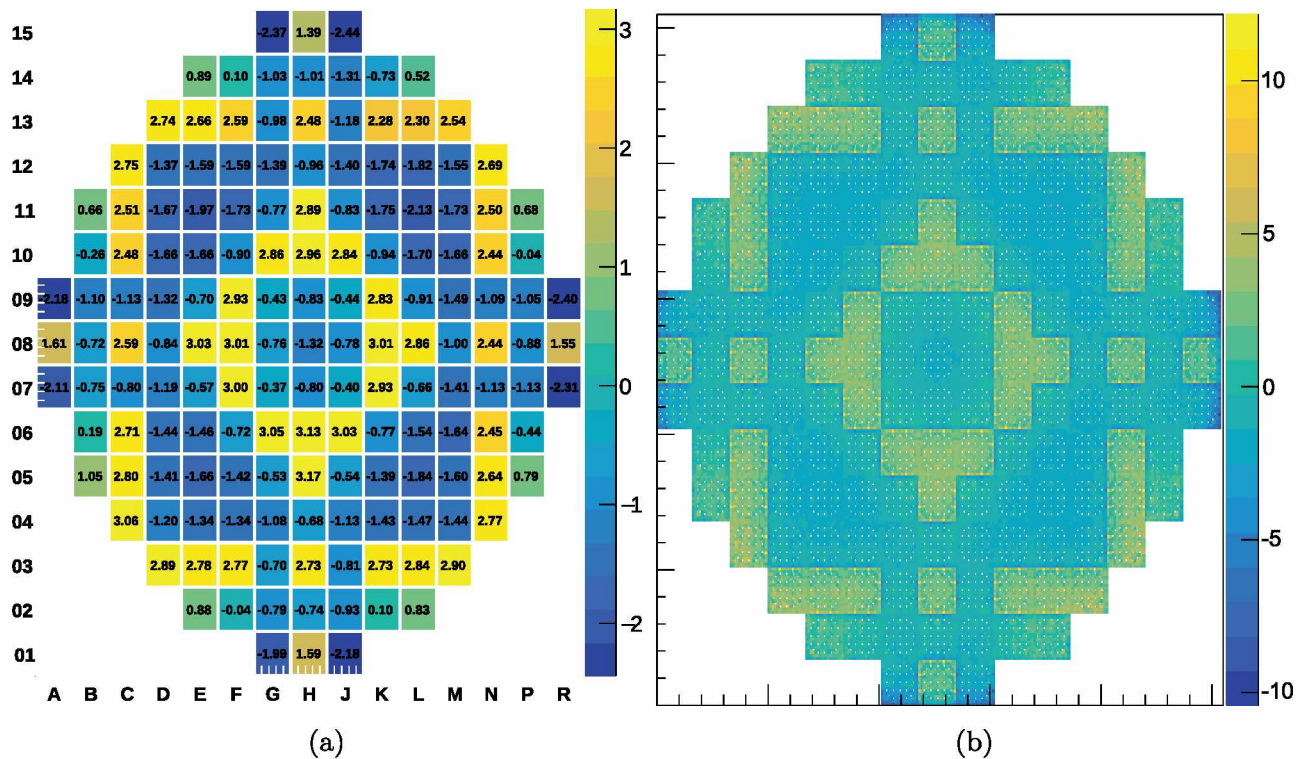 15 -2.37 1.39 -2.44
14 0.89 0.10 -1.03 -1.01 -1.31 -0.73 0.52
13 2.74 2.66 2.59 -0.98 2.48 -1.18 2.28 2.30 2.54
12 2.75 -1.37 -1.59 -1.59 -1.39 -0.96 -1.40 -1.74 -1.82 -1.55 2.69
11 0.66 2.51 -1.67 -1.97 -1.73 -0.77 2.89 -0.83 -1.75 -2.13 -1.73 2.50 0.68
10 -0.26 2.48 -1.66 -1.66 -0.90 2.86 2.96 2.84 -0.94 -1.70 -1.66 2.44 -0.04
09 -2.18 -1.10 -1.13 -1.32 -0.70 2.93 -0.43 -0.83 -0.44 2.83 -0.91 -1.49 -1.09 -1.05 -2.40
08 1.61 -0.72 2.59 -0.84 3.03 3.01 -0.76 -1.32 -0.78 3.01 2.86 -1.00 2.44 -0.88 1.55
07 -2.11 -0.75 -0.80 -1.19 -0.57 3.00 -0.37 -0.80 -0.40 2.93 -0.66 -1.41 -1.13 -1.13 -2.31
06 0.19 2.71 -1.44 -1.46 -0.72 3.05 3.13 3.03 -0.77 -1.54 -1.64 2.45 -0.44
05 1.05 2.80 -1.41 -1.66 -1.42 -0.53 3.17 -0.54 -1.39 -1.84 -1.60 2.64 0.79
04 3.06 -1.20 -1.34 -1.34 -1.08 -0.68 -1.13 -1.43 -1.47 -1.44 2.77
03 2.89 2.78 2.77 -0.70 2.73 -0.81 2.73 2.84 2.90
02 0.88 -0.04 -0.79 -0.74 -0.93 0.10 0.83
01 -1.99 1.59 -2.18
A B C D E F G H J K L M N P R
3
2
1
0
-1
-2
(a)
10
5
0
-5
-10
(b)